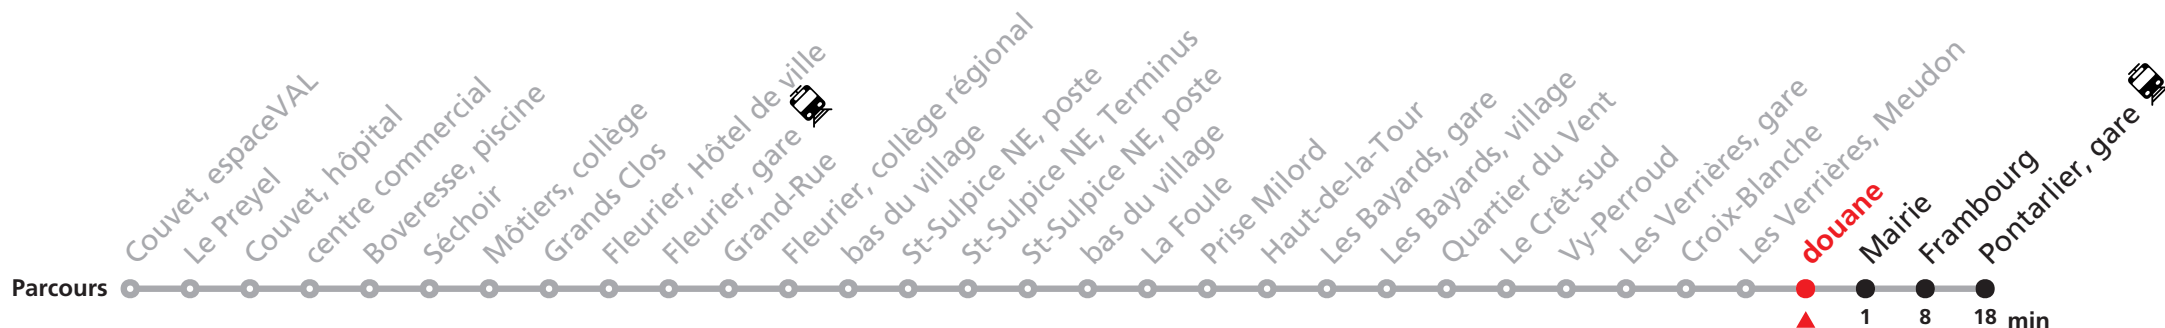 Couvet, espaceVAL
Le Preyel
Couvet, hôpital
centre commercial
Boveresse, piscine
Séchoir
Môtiers, collège
Grands Clos
Fleurier, Hôtel de ville
Fleurier, gare
Grand-Rue
Fleurier, collège régional
bas du village
St-Sulpice NE, poste
St-Sulpice NE, Terminus
St-Sulpice NE, poste
bas du village
La Foule
Prise Milord
Haut-de-la-Tour
Les Bayards, gare
Les Bayards, village
Quartier du Vent
Le Crêt-sud
Vy-Perroud
Les Verrières, gare
Croix-Blanche
Les Verrières, Meudon
douane
Mairie
Frambourg
Pontarlier, gare
Parcours
1 8 18 min